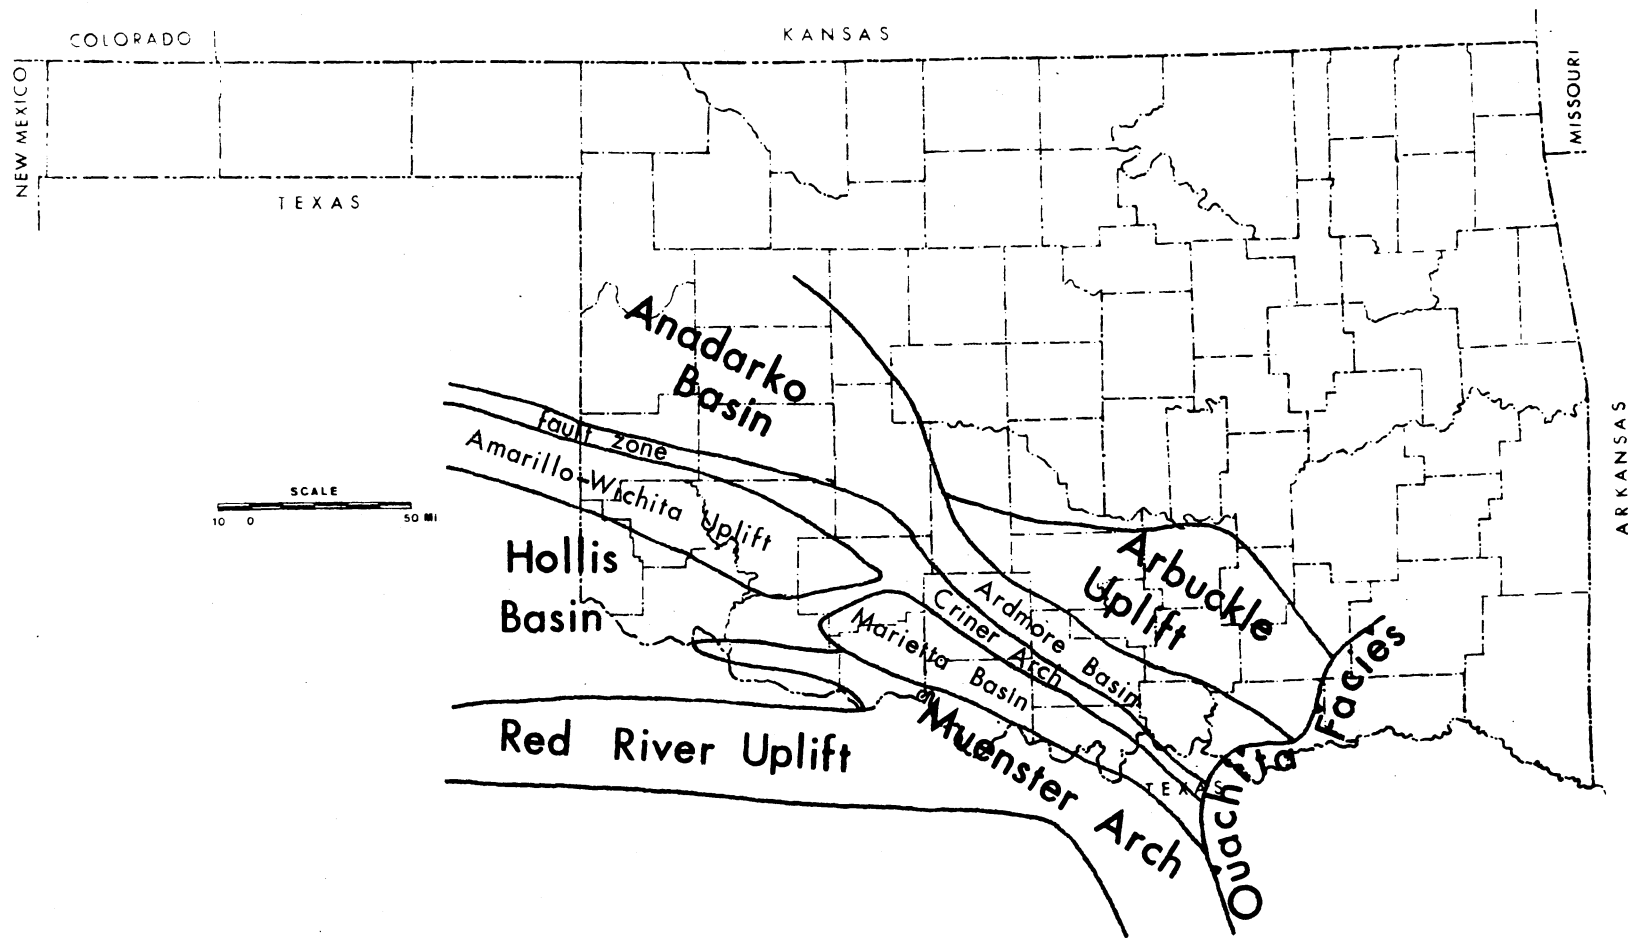 COLORADO
KANSAS
NEW MEXICO
MISSOURI
TEXAS
Anadarko
Basin
fault zone
Amarillo-Wichita Uplift
ARKANSAS
SCALE
10 0 50 MI
Hollis
Basin
Arbuckle
Uplift
Ardmore Basin
Criner Arch
Marietta
Basin
Red River Uplift
Muenster Arch
TEXAS
Ouachita Facies